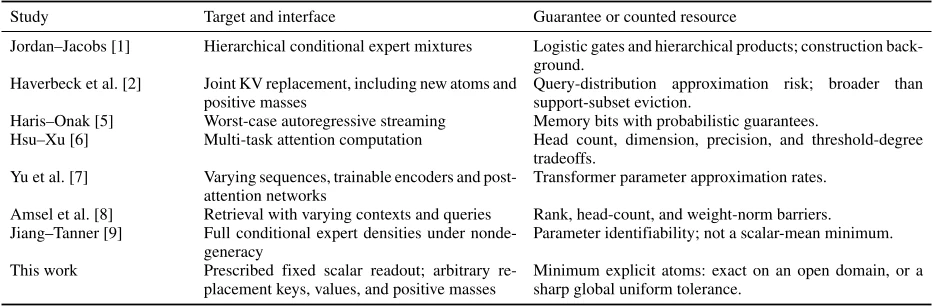 Study Target and interface Guarantee or counted resource
Jordan–Jacobs [1] Hierarchical conditional expert mixtures Logistic gates and hierarchical products; construction back-
ground.
Haverbeck et al. [2] Joint KV replacement, including new atoms and Query-distribution approximation risk; broader than
positive masses support-subset eviction.
Haris–Onak [5] Worst-case autoregressive streaming Memory bits with probabilistic guarantees.
Hsu–Xu [6] Multi-task attention computation Head count, dimension, precision, and threshold-degree
tradeoffs.
Yu et al. [7] Varying sequences, trainable encoders and post- Transformer parameter approximation rates.
attention networks
Amsel et al. [8] Retrieval with varying contexts and queries Rank, head-count, and weight-norm barriers.
Jiang–Tanner [9] Full conditional expert densities under nonde- Parameter identifiability; not a scalar-mean minimum.
generacy
This work Prescribed fixed scalar readout; arbitrary re- Minimum explicit atoms: exact on an open domain, or a
placement keys, values, and positive masses sharp global uniform tolerance.